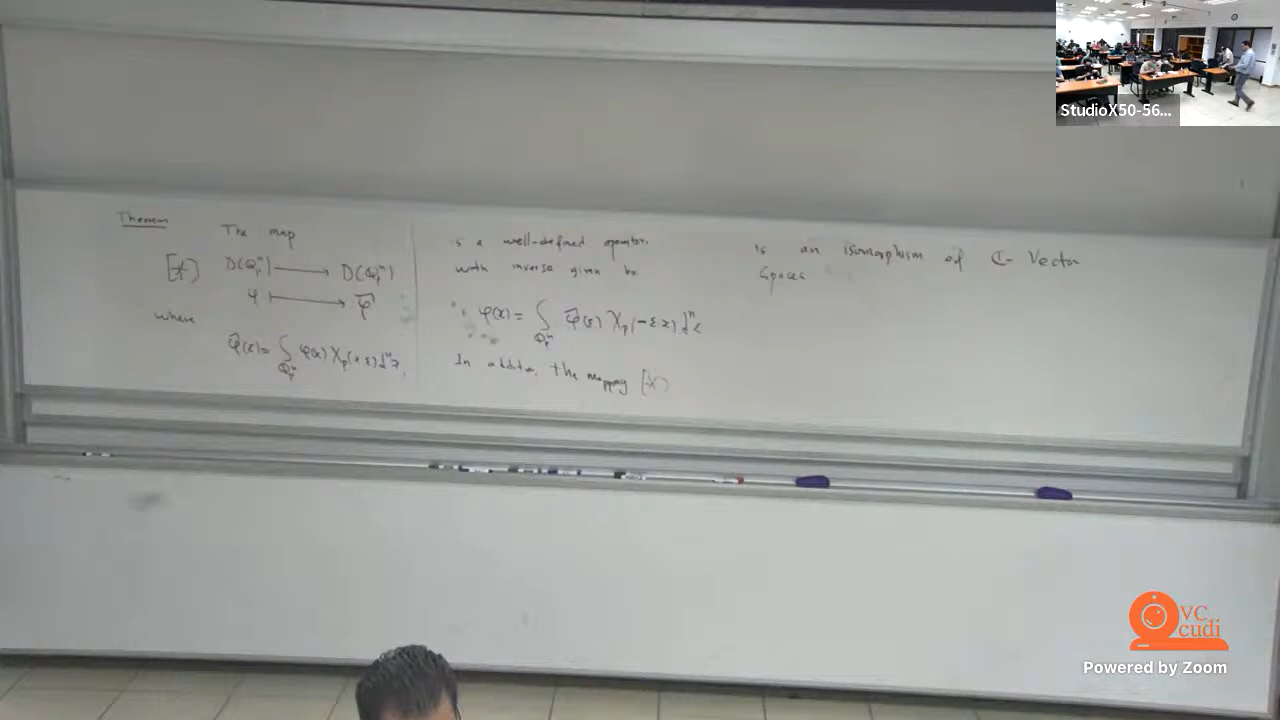 Theorem
The map
[*] D(Q_p^n) ⟶ D(Q_p^n)
φ ⟼ φ̂
where
φ̂(ξ) = ∫_{Q_p^n} φ(x) χ_p(x ξ) d^n x,
is a well-defined operator.
with inverse given by
φ(x) = ∫_{Q_p^n} φ̂(ξ) χ_p(-ξ x) d^n ξ
In addition, the mapping [*]
is an isomorphism of ℂ- Vector
Spaces
StudioX50-56...
VC
cudi
Powered by Zoom